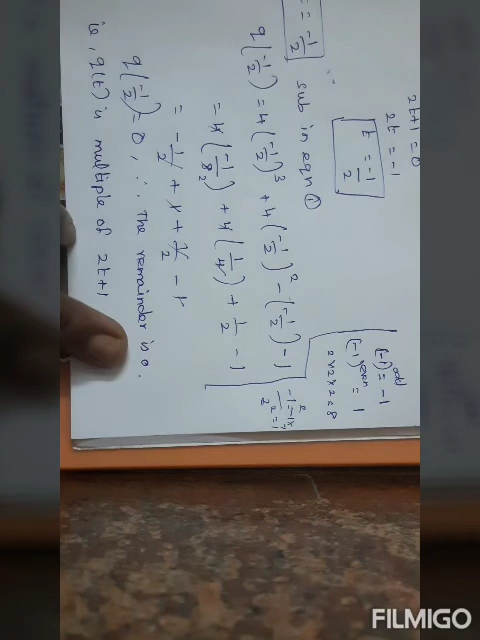 2t+1 = 0
2t = -1
t = -1/2
t = -1/2 sub in eqn ①
q(-1/2) = 4(-1/2)³ + 4(-1/2)² - (-1/2) - 1
= 4(-1/8) + 4(1/4) + 1/2 - 1
= -1/2 + 1 + 1/2 - 1
q(-1/2) = 0, ∴ The remainder is 0.
ie, q(t) is multiple of 2t+1
(-1)^odd = -1
(-1)^even = 1
2×2×2=8
FILMIGO